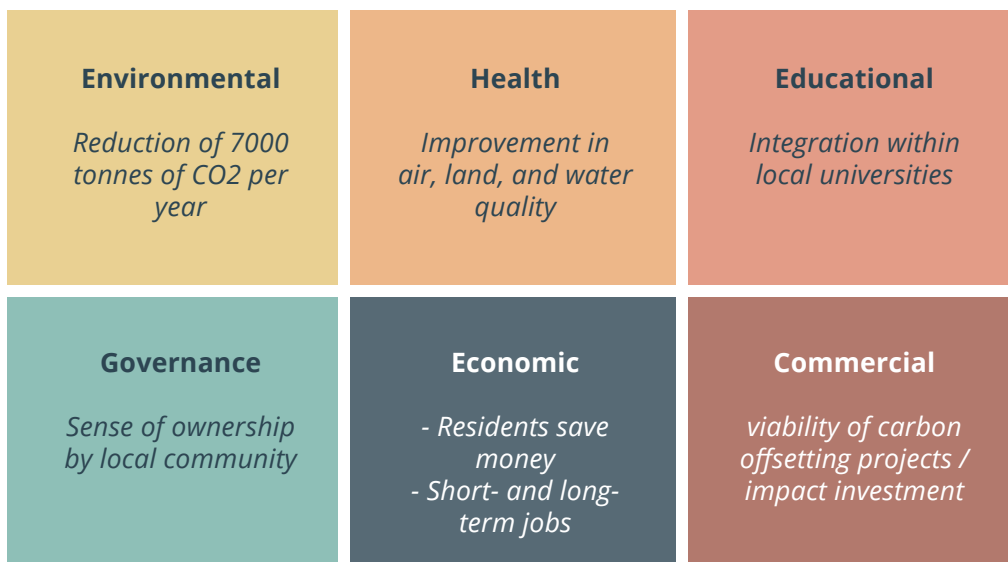 Environmental
Reduction of 7000
tonnes of CO2 per
year
Health
Improvement in
air, land, and water
quality
Educational
Integration within
local universities
Governance
Sense of ownership
by local community
Economic
- Residents save
money
- Short- and long-
term jobs
Commercial
viability of carbon
offsetting projects /
impact investment